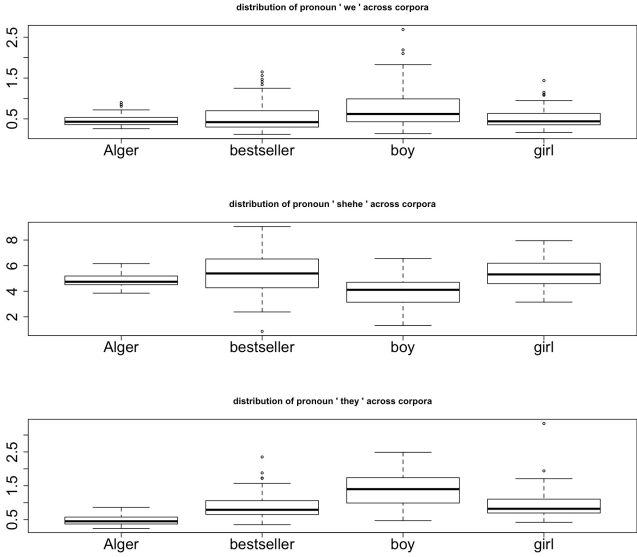 distribution of pronoun ' we ' across corpora
2.5
1.5
0.5
Alger bestseller boy girl
distribution of pronoun ' shehe ' across corpora
8
6
4
2
Alger bestseller boy girl
distribution of pronoun ' they ' across corpora
2.5
1.5
0.5
Alger bestseller boy girl